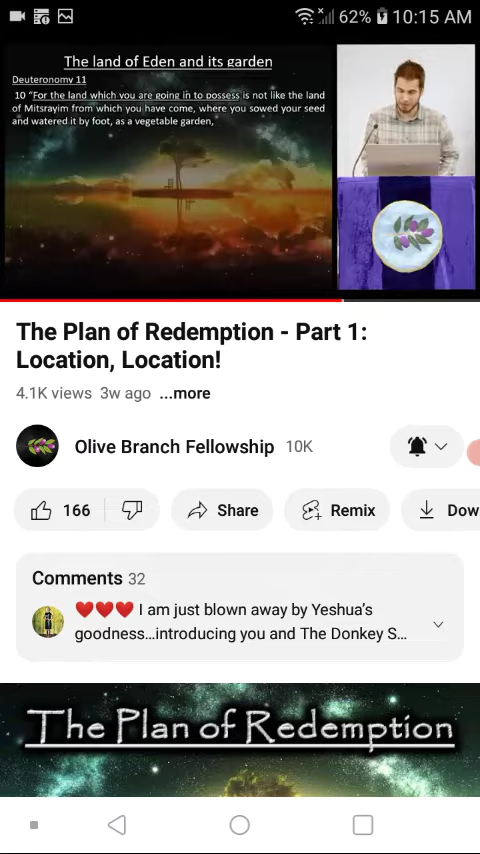 62% 10:15 AM
The land of Eden and its garden
Deuteronomy 11
10 “For the land which you are going in to possess is not like the land
of Mitsrayim from which you have come, where you sowed your seed
and watered it by foot, as a vegetable garden,
The Plan of Redemption - Part 1:
Location, Location!
4.1K views 3w ago ...more
Olive Branch Fellowship 10K
166 Share Remix Dow
Comments 32
❤️❤️❤️ I am just blown away by Yeshua’s
goodness...introducing you and The Donkey S...
The Plan of Redemption